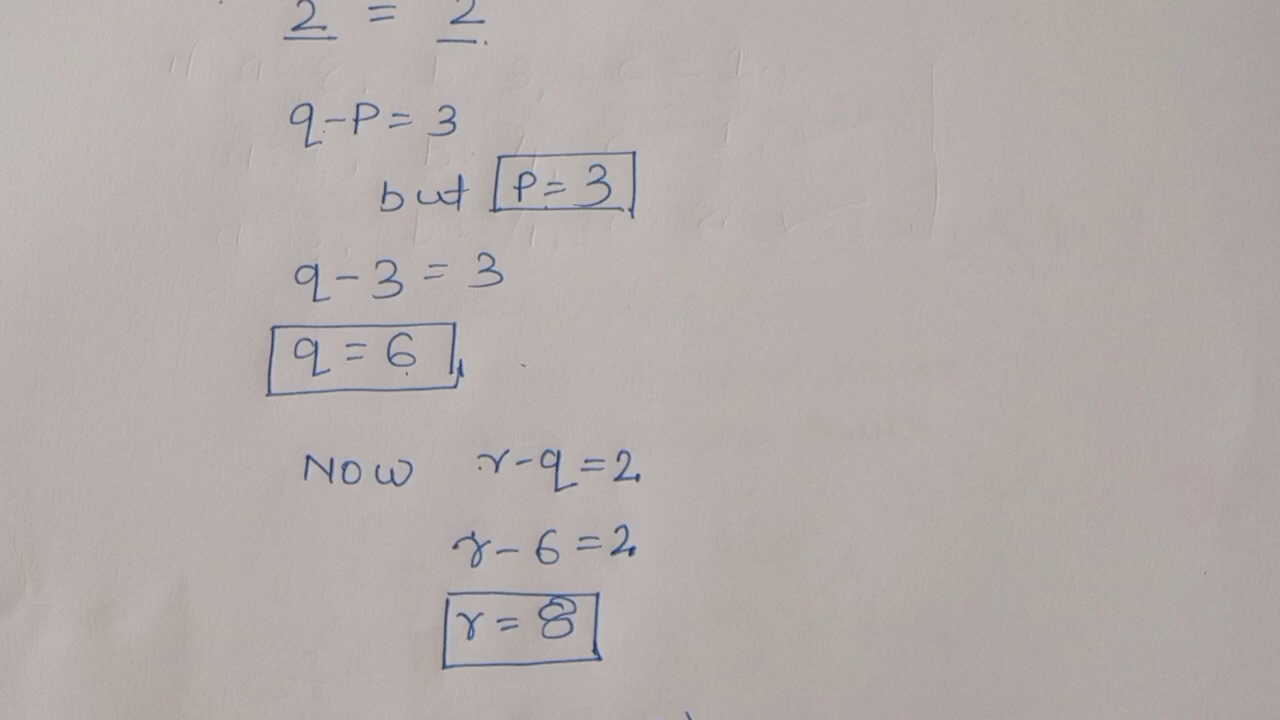 2 = 2.
q-P= 3
but P= 3
q - 3 = 3
q = 6
NOW r-q=2
r- 6 =2
r = 8